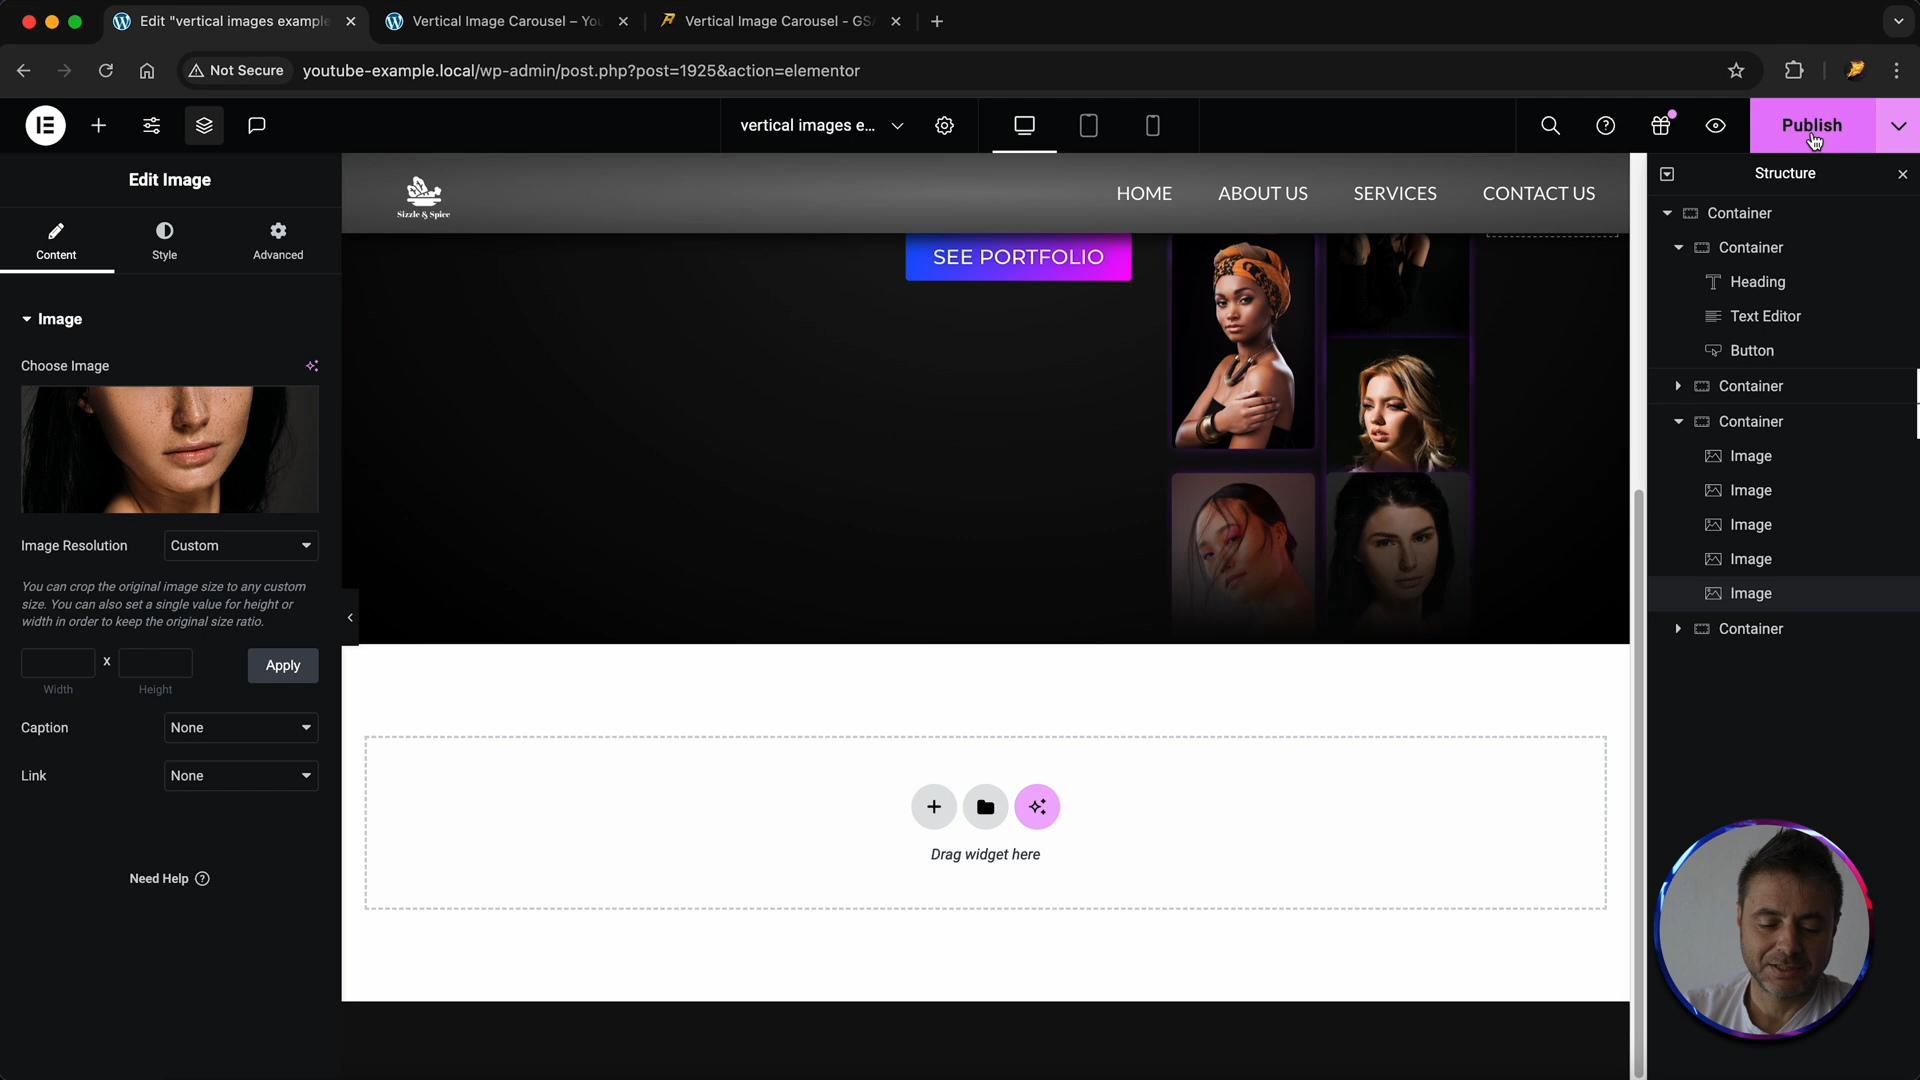 Edit "vertical images example
Vertical Image Carousel – You
Vertical Image Carousel - GSA
Not Secure
youtube-example.local/wp-admin/post.php?post=1925&action=elementor
vertical images e...
Publish
Edit Image
Content
Style
Advanced
Image
Choose Image
Image Resolution
Custom
You can crop the original image size to any custom
size. You can also set a single value for height or
width in order to keep the original size ratio.
x
Apply
Width
Height
Caption
None
Link
None
Need Help
Sizzle & Spice
HOME
ABOUT US
SERVICES
CONTACT US
SEE PORTFOLIO
Drag widget here
Structure
Container
Container
Heading
Text Editor
Button
Container
Container
Image
Image
Image
Image
Image
Container